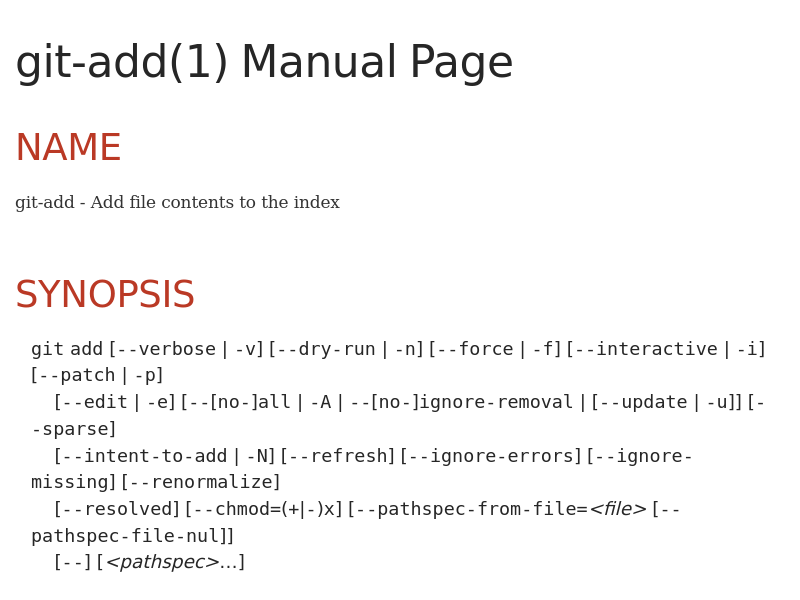 git-add(1) Manual Page
NAME
git-add - Add file contents to the index
SYNOPSIS
git add [--verbose | -v] [--dry-run | -n] [--force | -f] [--interactive | -i]
[--patch | -p]
[--edit | -e] [--[no-]all | -A | --[no-]ignore-removal | [--update | -u]] [-
-sparse]
[--intent-to-add | -N] [--refresh] [--ignore-errors] [--ignore-
missing] [--renormalize]
[--resolved] [--chmod=(+|-)x] [--pathspec-from-file=<file> [--
pathspec-file-nul]]
[--] [<pathspec>…]